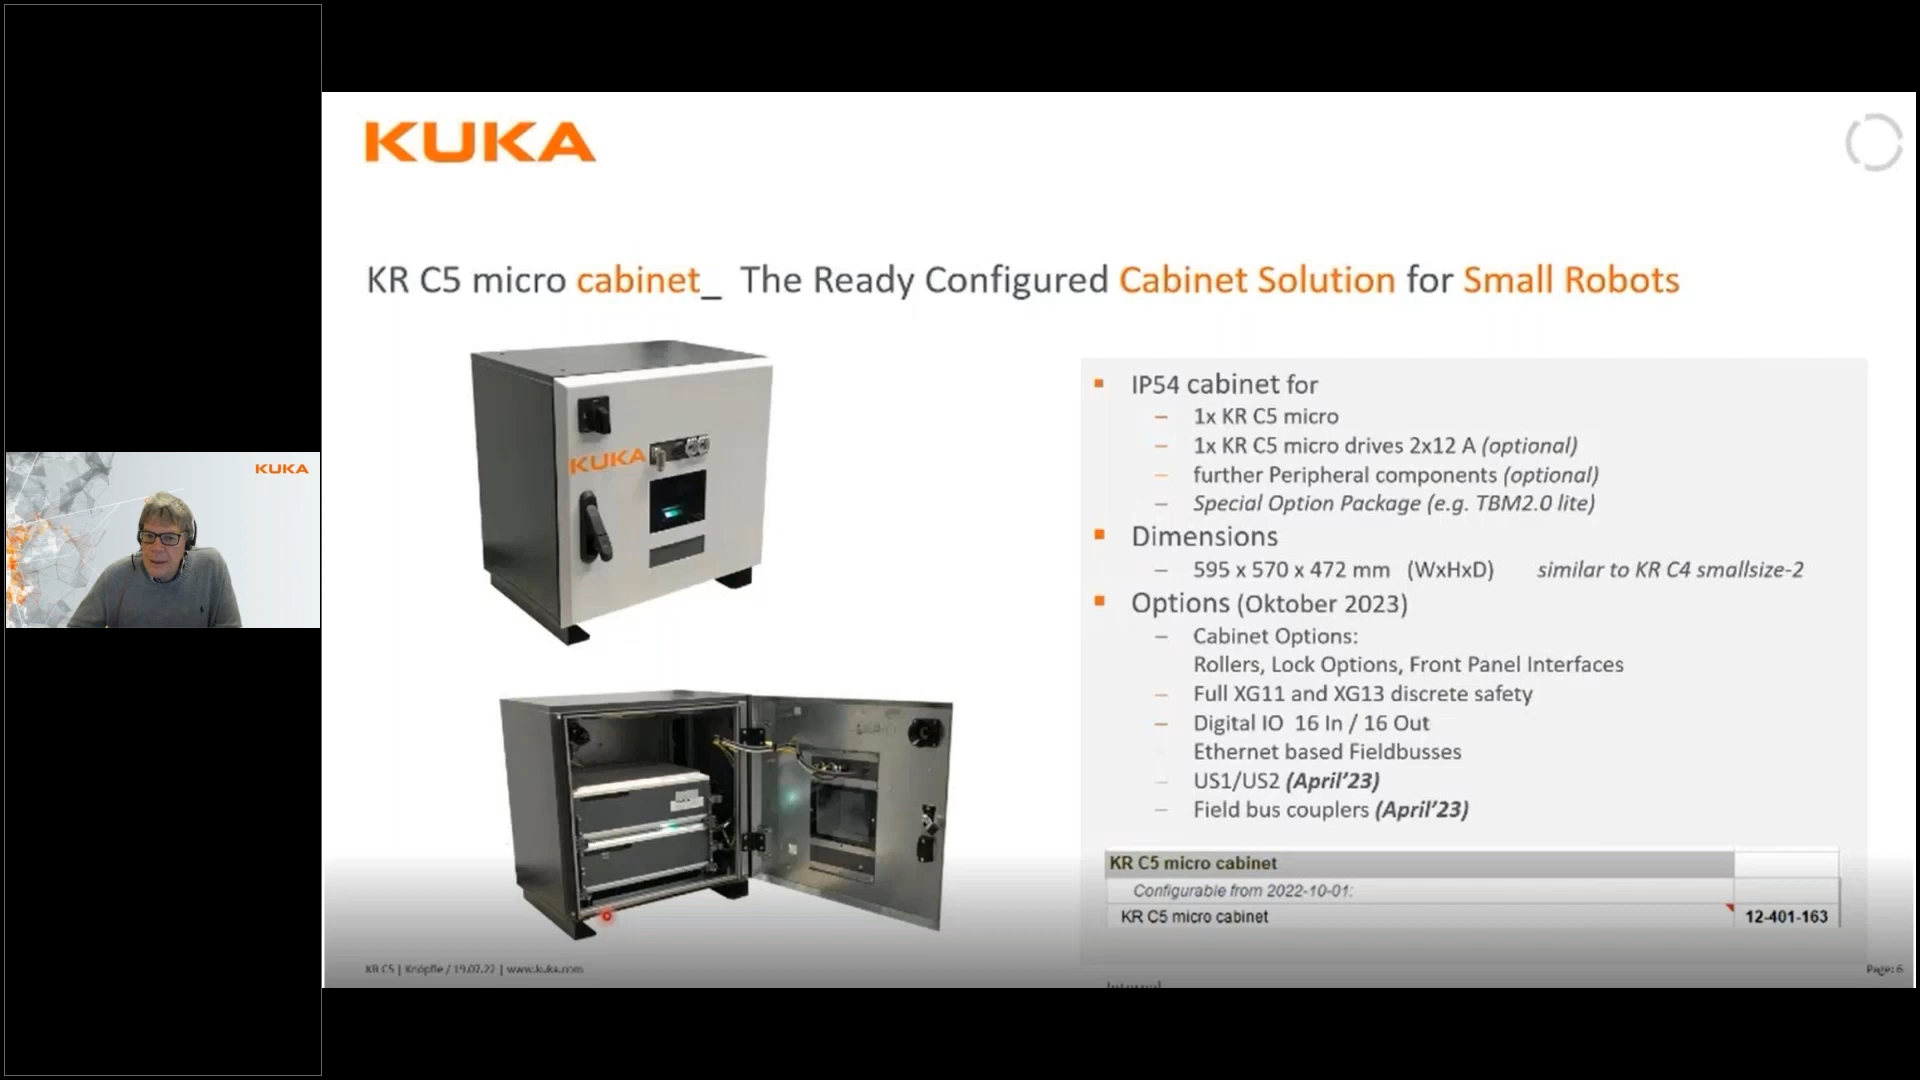 KUKA
KUKA
KR C5 micro cabinet_ The Ready Configured Cabinet Solution for Small Robots
KUKA
IP54 cabinet for
– 1x KR C5 micro
– 1x KR C5 micro drives 2x12 A (optional)
– further Peripheral components (optional)
– Special Option Package (e.g. TBM2.0 lite)
Dimensions
– 595 x 570 x 472 mm (WxHxD) similar to KR C4 smallsize-2
Options (Oktober 2023)
– Cabinet Options:
Rollers, Lock Options, Front Panel Interfaces
– Full XG11 and XG13 discrete safety
– Digital IO 16 In / 16 Out
– Ethernet based Fieldbusses
– US1/US2 (April’23)
– Field bus couplers (April’23)
KR C5 micro cabinet
Configurable from 2022-10-01:
KR C5 micro cabinet 12-401-163
KR C5 | Knöpfle / 19.07.22 | www.kuka.com
Page: 6